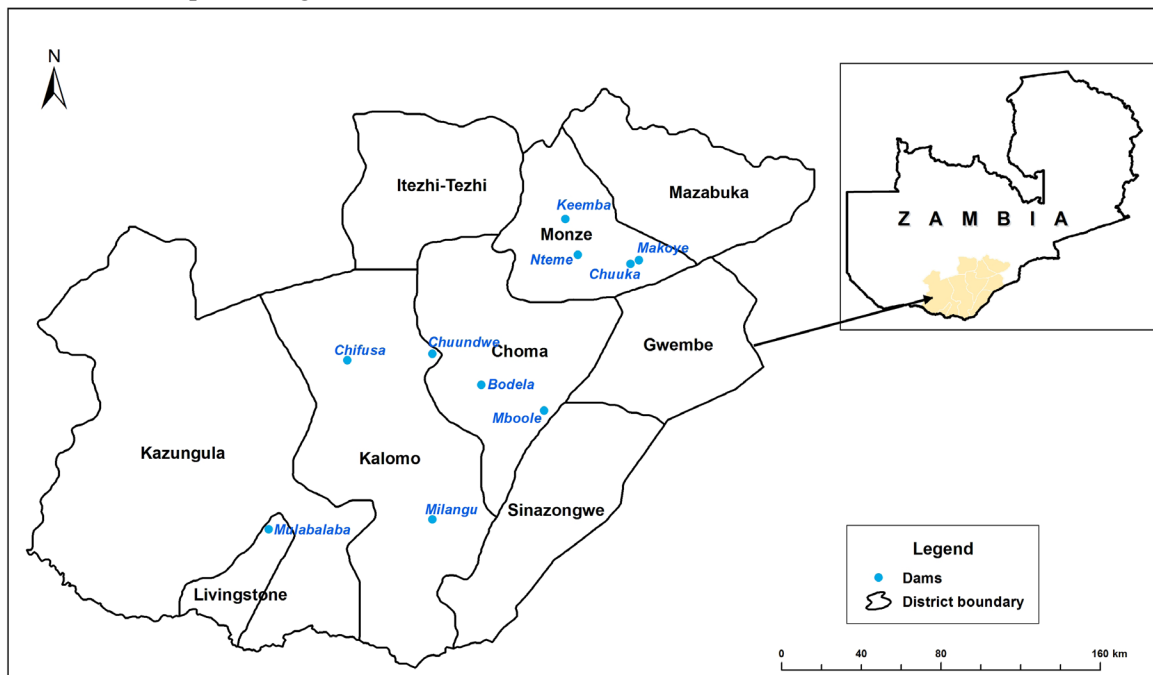 N
Itezhi-Tezhi
Mazabuka
Keemba
Monze
Nteme
Makoye
Chuuka
Z A M B I A
Chifusa
Chuundwe
Choma
Gwembe
Bodela
Mboole
Kazungula
Kalomo
Milangu
Sinazongwe
Mulabalaba
Livingstone
Legend
Dams
District boundary
0 40 80 120 160 km